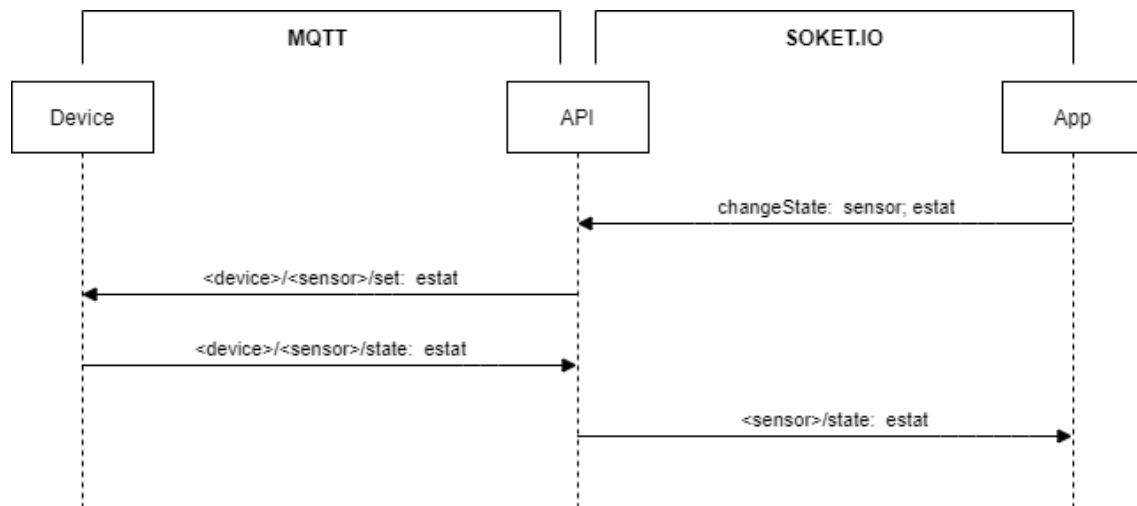 MQTT
SOKET.IO
Device
API
App
changeState: sensor; estat
<device>/<sensor>/set: estat
<device>/<sensor>/state: estat
<sensor>/state: estat